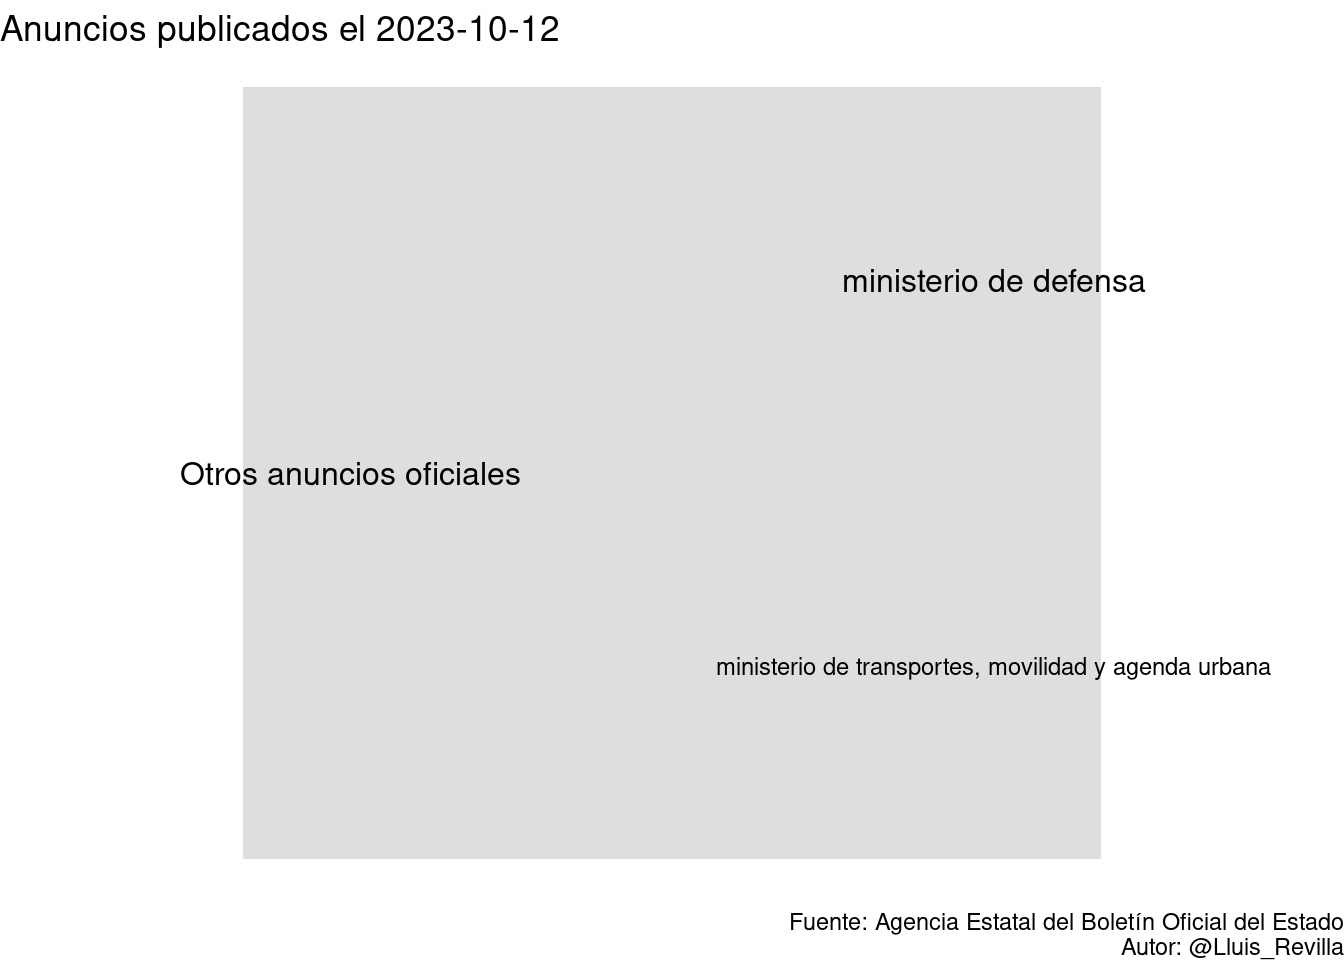 Anuncios publicados el 2023-10-12
ministerio de defensa
Otros anuncios oficiales
ministerio de transportes, movilidad y agenda urbana
Fuente: Agencia Estatal del Boletín Oficial del Estado
Autor: @Lluis_Revilla